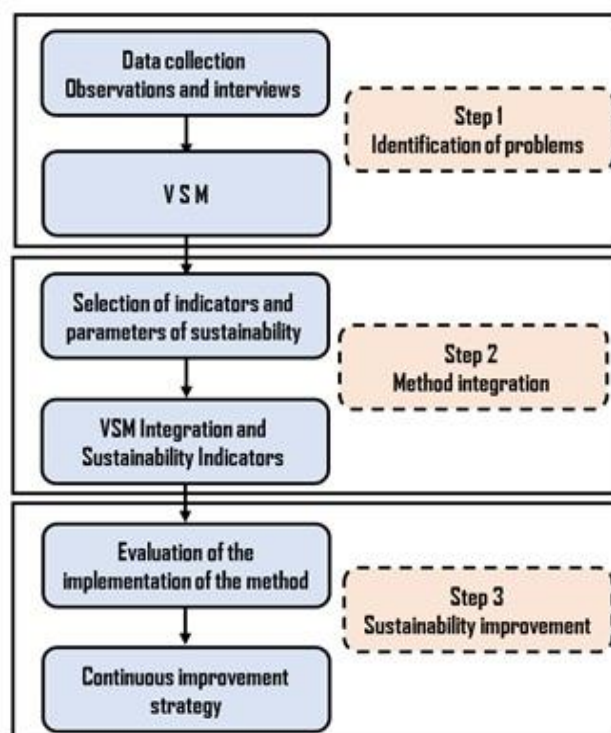 Data collection
Observations and interviews
Step 1
Identification of problems
V S M
Selection of indicators and
parameters of sustainability
Step 2
Method integration
VSM Integration and
Sustainability Indicators
Evaluation of the
implementation of the method
Step 3
Sustainability improvement
Continuous improvement
strategy